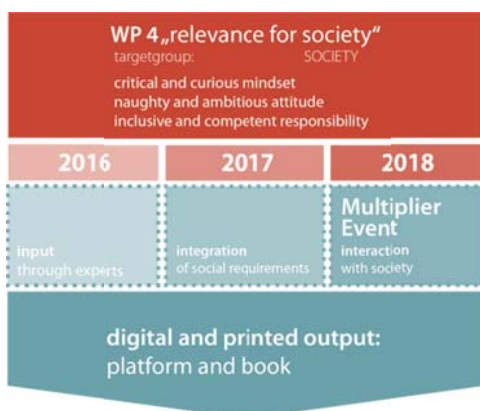 WP 4 „relevance for society“
targetgroup: SOCIETY
critical and curious mindset
naughty and ambitious attitude
inclusive and competent responsibility
2016 2017 2018
input
through experts
integration
of social requirements
Multiplier
Event
interaction
with society
digital and printed output:
platform and book